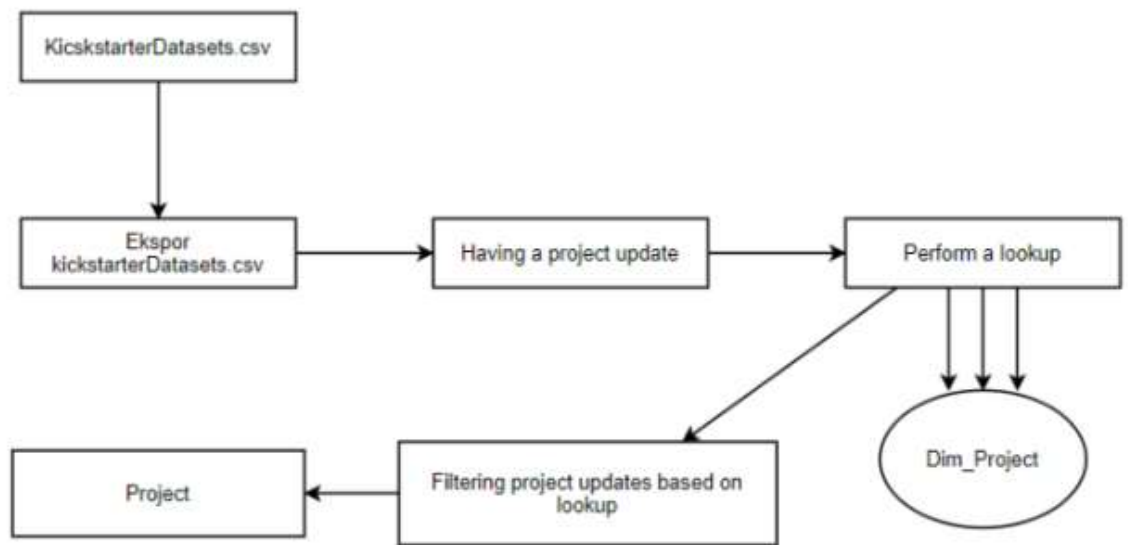 KicskstarterDatasets.csv
Ekspor
kickstarterDatasets.csv
Having a project update
Perform a lookup
Dim_Project
Filtering project updates based on
lookup
Project